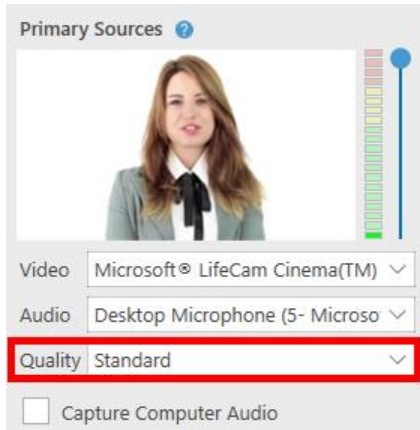 Primary Sources ?
Video Microsoft® LifeCam Cinema(TM)
Audio Desktop Microphone (5- Microso
Quality Standard
Capture Computer Audio